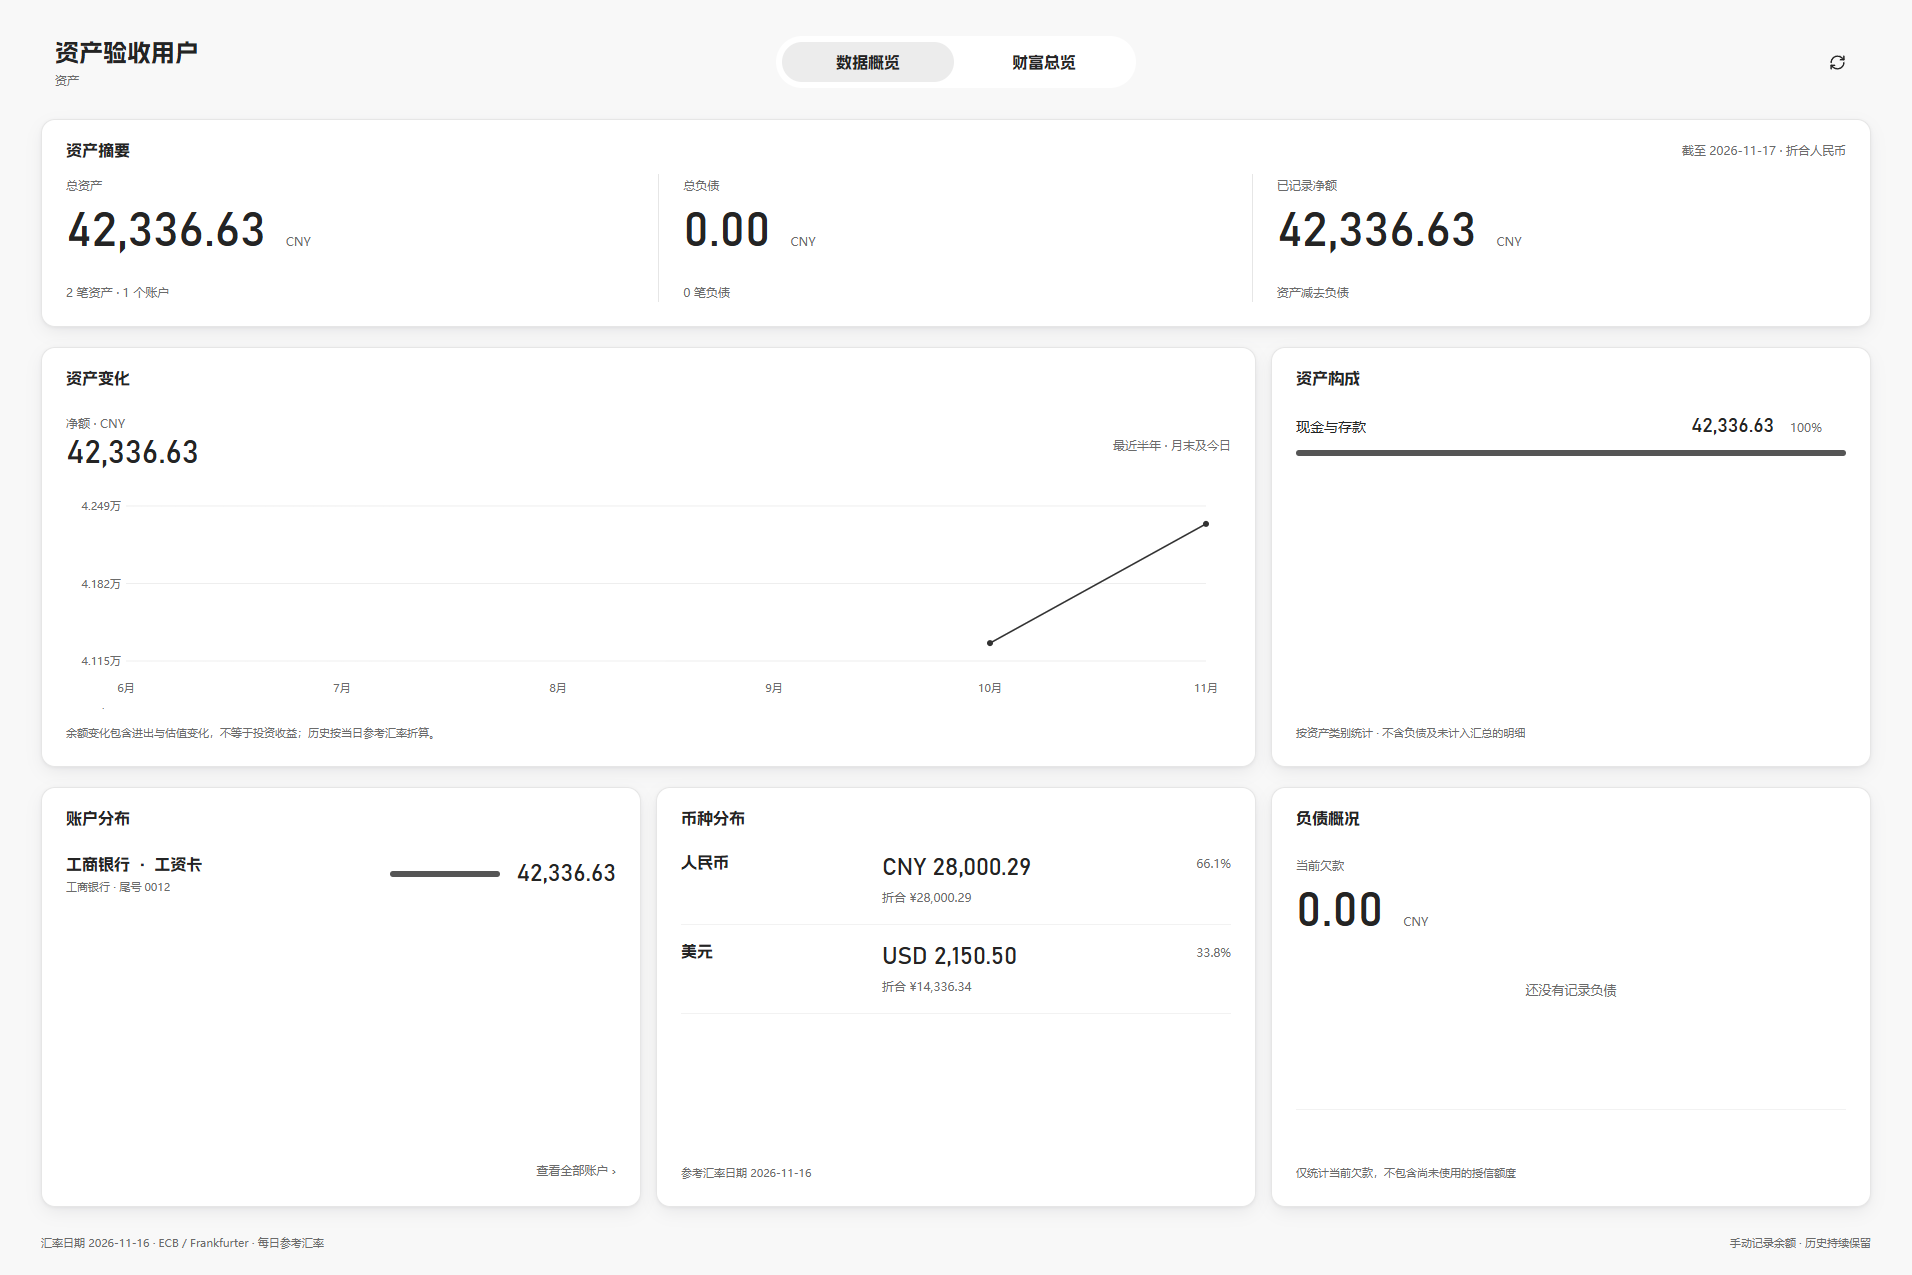 资产验收用户
资产
数据概览
财富总览
资产摘要
截至 2026-11-17 · 折合人民币
总资产
42,336.63 CNY
2 笔资产 · 1 个账户
总负债
0.00 CNY
0 笔负债
已记录净额
42,336.63 CNY
资产减去负债
资产变化
净额 · CNY
42,336.63
最近半年 · 月末及今日
4.249万
4.182万
4.115万
6月 7月 8月 9月 10月 11月
余额变化包含进出与估值变化，不等于投资收益；历史按当日参考汇率折算。
资产构成
现金与存款 42,336.63 100%
按资产类别统计 · 不含负债及未计入汇总的明细
账户分布
工商银行 · 工资卡
工商银行 · 尾号 0012
42,336.63
查看全部账户 ›
币种分布
人民币 CNY 28,000.29 66.1%
折合 ¥28,000.29
美元 USD 2,150.50 33.8%
折合 ¥14,336.34
参考汇率日期 2026-11-16
负债概况
当前欠款
0.00 CNY
还没有记录负债
仅统计当前欠款，不包含尚未使用的授信额度
汇率日期 2026-11-16 · ECB / Frankfurter · 每日参考汇率
手动记录余额 · 历史持续保留